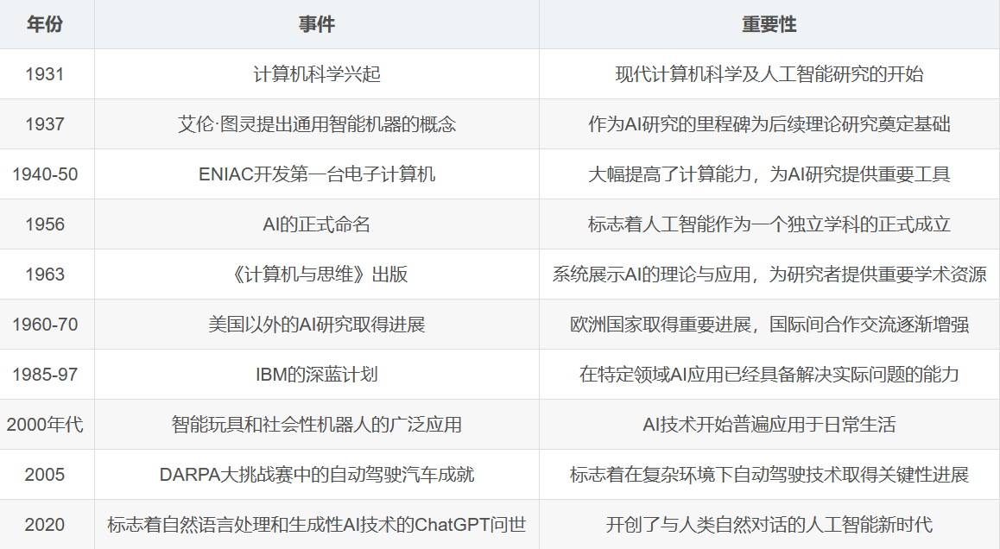 年份 事件 重要性
1931 计算机科学兴起 现代计算机科学及人工智能研究的开始
1937 艾伦·图灵提出通用智能机器的概念 作为AI研究的里程碑为后续理论研究奠定基础
1940-50 ENIAC开发第一台电子计算机 大幅提高了计算能力，为AI研究提供重要工具
1956 AI的正式命名 标志着人工智能作为一个独立学科的正式成立
1963 《计算机与思维》出版 系统展示AI的理论与应用，为研究者提供重要学术资源
1960-70 美国以外的AI研究取得进展 欧洲国家取得重要进展，国际间合作交流逐渐增强
1985-97 IBM的深蓝计划 在特定领域AI应用已经具备解决实际问题的能力
2000年代 智能玩具和社会性机器人的广泛应用 AI技术开始普遍应用于日常生活
2005 DARPA大挑战赛中的自动驾驶汽车成就 标志着在复杂环境下自动驾驶技术取得关键性进展
2020 标志着自然语言处理和生成性AI技术的ChatGPT问世 开创了与人类自然对话的人工智能新时代